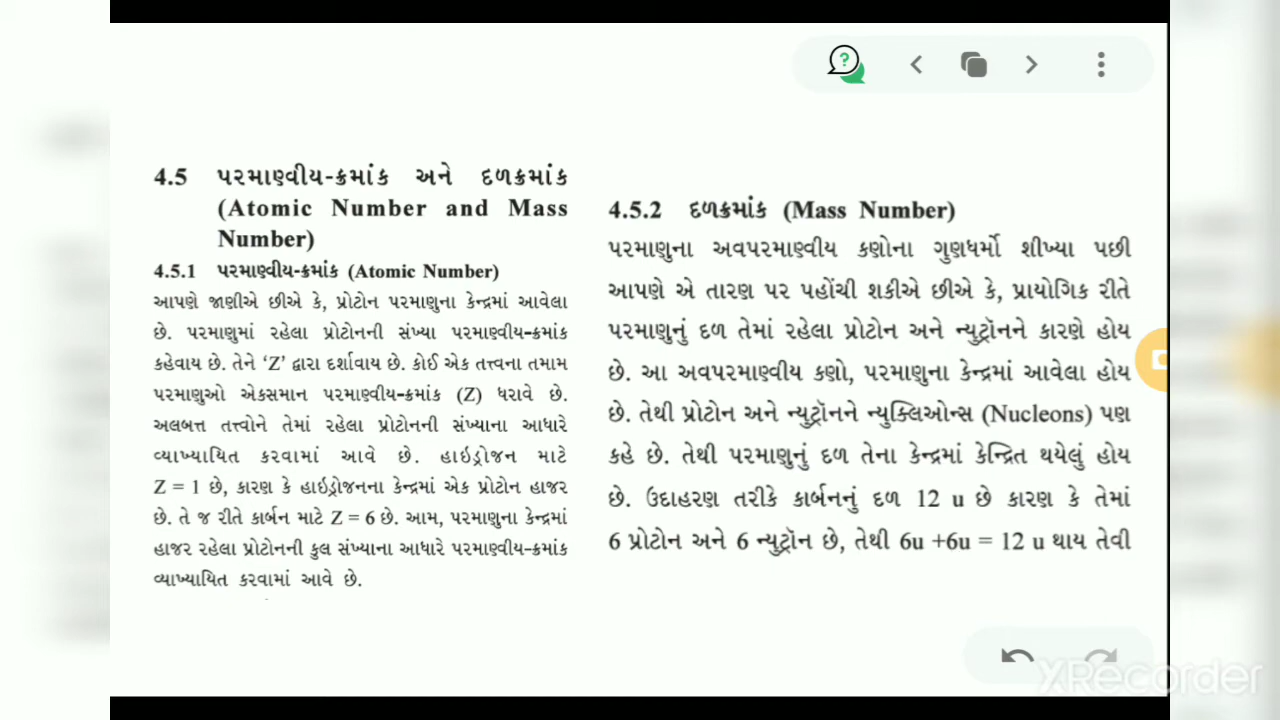 4.5 પરમાણ્વીય-ક્રમાંક અને દળક્રમાંક
(Atomic Number and Mass
Number)
4.5.1 પરમાણ્વીય-ક્રમાંક (Atomic Number)
આપણે જાણીએ છીએ કે, પ્રોટોન પરમાણુના કેન્દ્રમાં આવેલા
છે. પરમાણુમાં રહેલા પ્રોટોનની સંખ્યા પરમાણ્વીય-ક્રમાંક
કહેવાય છે. તેને ‘Z’ દ્વારા દર્શાવાય છે. કોઈ એક તત્ત્વના તમામ
પરમાણુઓ એકસમાન પરમાણ્વીય-ક્રમાંક (Z) ધરાવે છે.
અલબત્ત તત્ત્વોને તેમાં રહેલા પ્રોટોનની સંખ્યાના આધારે
વ્યાખ્યાયિત કરવામાં આવે છે. હાઇડ્રોજન માટે
Z = 1 છે, કારણ કે હાઇડ્રોજનના કેન્દ્રમાં એક પ્રોટોન હાજર
છે. તે જ રીતે કાર્બન માટે Z = 6 છે. આમ, પરમાણુના કેન્દ્રમાં
હાજર રહેલા પ્રોટોનની કુલ સંખ્યાના આધારે પરમાણ્વીય-ક્રમાંક
વ્યાખ્યાયિત કરવામાં આવે છે.
4.5.2 દળક્રમાંક (Mass Number)
પરમાણુના અવપરમાણ્વીય કણોના ગુણધર્મો શીખ્યા પછી
આપણે એ તારણ પર પહોંચી શકીએ છીએ કે, પ્રાયોગિક રીતે
પરમાણુનું દળ તેમાં રહેલા પ્રોટોન અને ન્યુટ્રૉનને કારણે હોય
છે. આ અવપરમાણ્વીય કણો, પરમાણુના કેન્દ્રમાં આવેલા હોય
છે. તેથી પ્રોટોન અને ન્યુટ્રૉનને ન્યુક્લિઓન્સ (Nucleons) પણ
કહે છે. તેથી પરમાણુનું દળ તેના કેન્દ્રમાં કેન્દ્રિત થયેલું હોય
છે. ઉદાહરણ તરીકે કાર્બનનું દળ 12 u છે કારણ કે તેમાં
6 પ્રોટોન અને 6 ન્યુટ્રૉન છે, તેથી 6u +6u = 12 u થાય તેવી
XRecorder